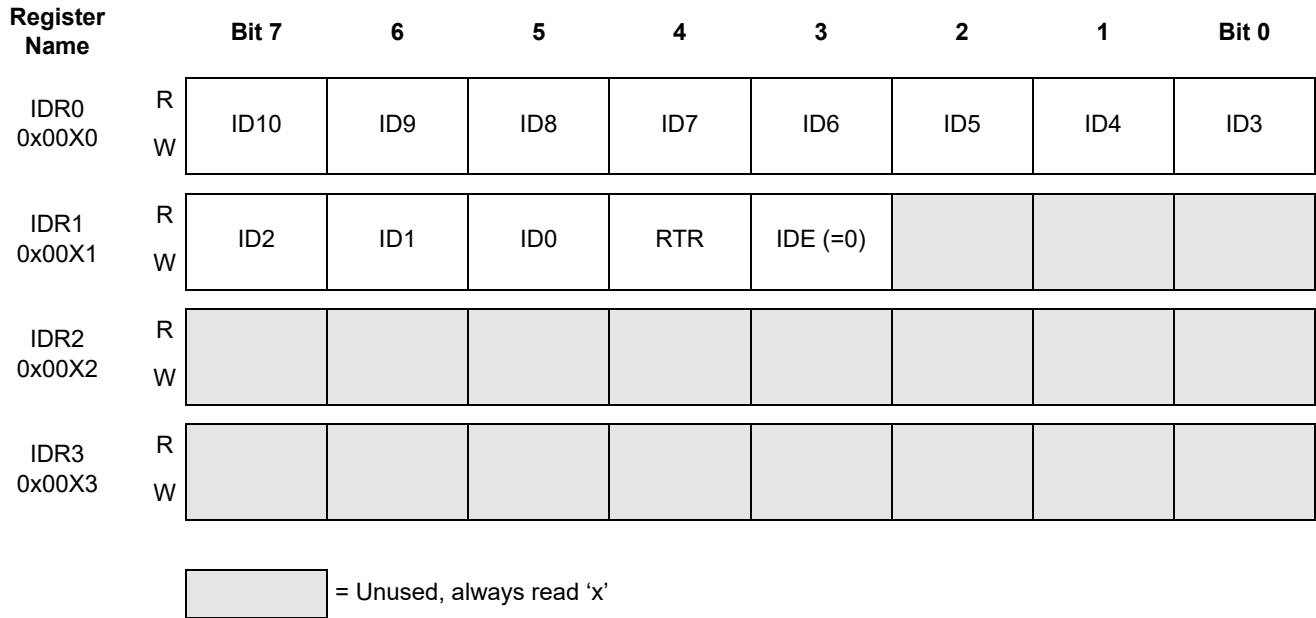 Register Name Bit 7 6 5 4 3 2 1 Bit 0
IDR0 0x00X0 R W ID10 ID9 ID8 ID7 ID6 ID5 ID4 ID3
IDR1 0x00X1 R W ID2 ID1 ID0 RTR IDE (=0)
IDR2 0x00X2 R W
IDR3 0x00X3 R W
= Unused, always read ‘x’